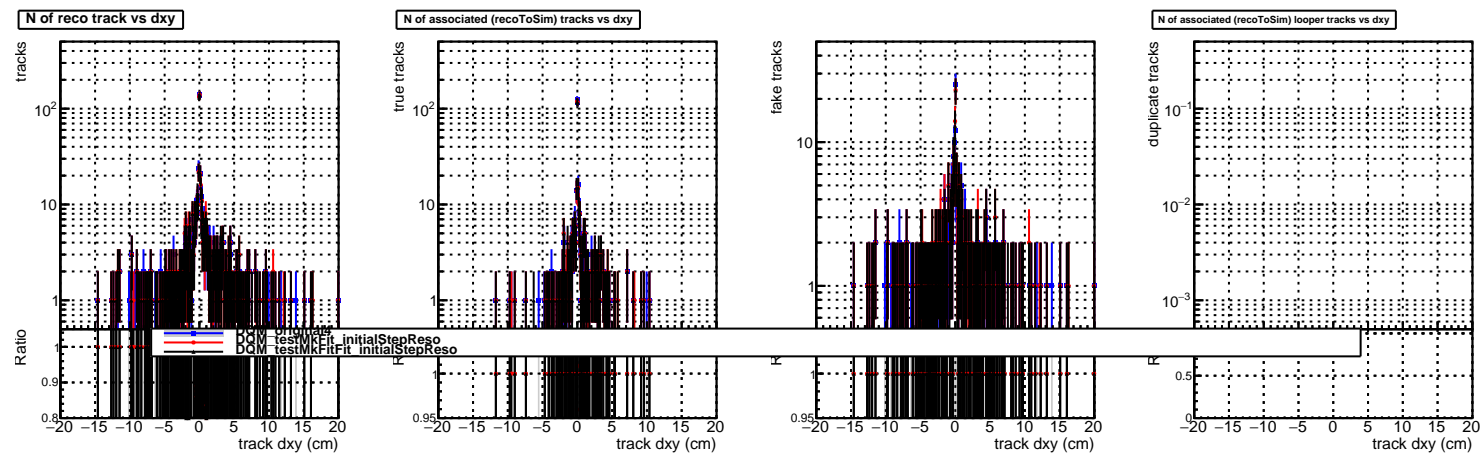 N of reco track vs dxy
tracks
10²
10
1
Ratio
1
0.9
0.8
−20 −15 −10 −5 0 5 10 15 20
track dxy (cm)
N of associated (recoToSim) tracks vs dxy
true tracks
10²
10
1
1
0.95
−20 −15 −10 −5 0 5 10 15 20
track dxy (cm)
fake tracks
10
1
1
0.95
−20 −15 −10 −5 0 5 10 15 20
track dxy (cm)
N of associated (recoToSim) looper tracks vs dxy
duplicate tracks
10⁻¹
10⁻²
10⁻³
0.5
0
−20 −15 −10 −5 0 5 10 15 20
track dxy (cm)
DQM_original4
DQM_testMkFit_initialStepReso
DQM_testMkFitFit_initialStepReso